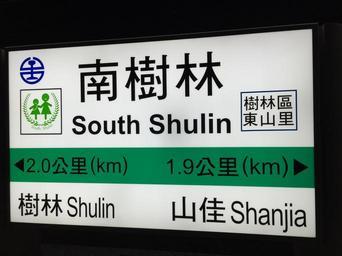 南樹林
South Shulin
樹林區
東山里
◀2.0公里(km) 1.9公里(km)▶
樹林 Shulin 山佳 Shanjia